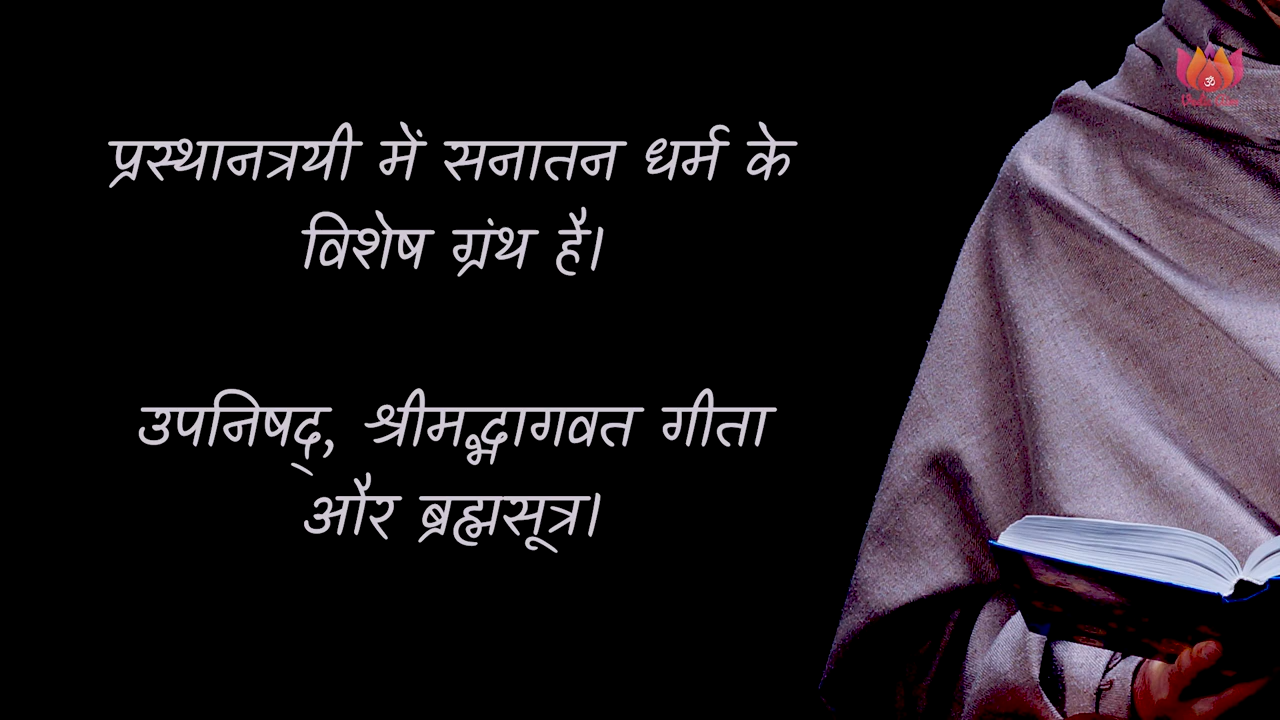 प्रस्थानत्रयी में सनातन धर्म के
विशेष ग्रंथ है।
उपनिषद्, श्रीमद्भागवत गीता
और ब्रह्मसूत्र।
ॐ